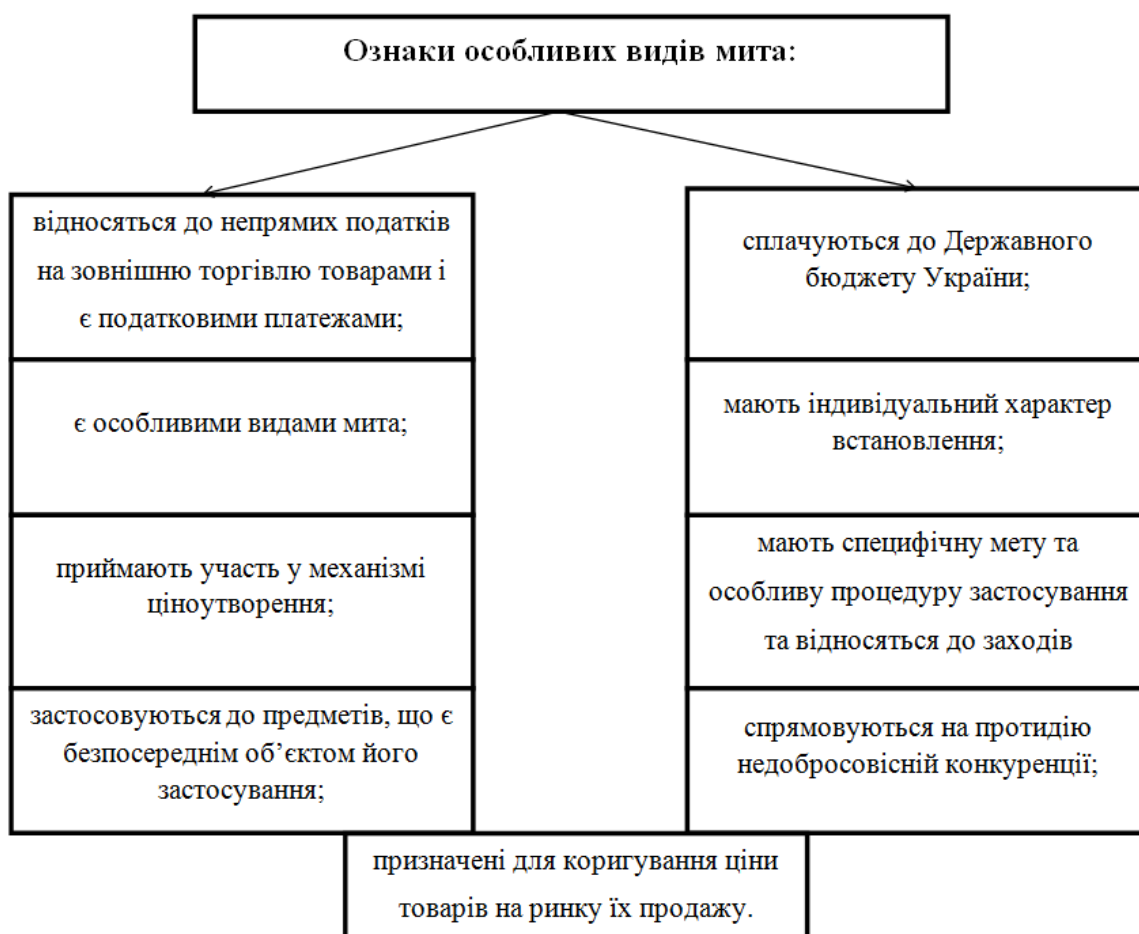 Ознаки особливих видів мита:
відносяться до непрямих податків
на зовнішню торгівлю товарами і
є податковими платежами;
є особливими видами мита;
приймають участь у механізмі
ціноутворення;
застосовуються до предметів, що є
безпосереднім об’єктом його
застосування;
сплачуються до Державного
бюджету України;
мають індивідуальний характер
встановлення;
мають специфічну мету та
особливу процедуру застосування
та відносяться до заходів
спрямовуються на протидію
недобросовісній конкуренції;
призначені для коригування ціни
товарів на ринку їх продажу.